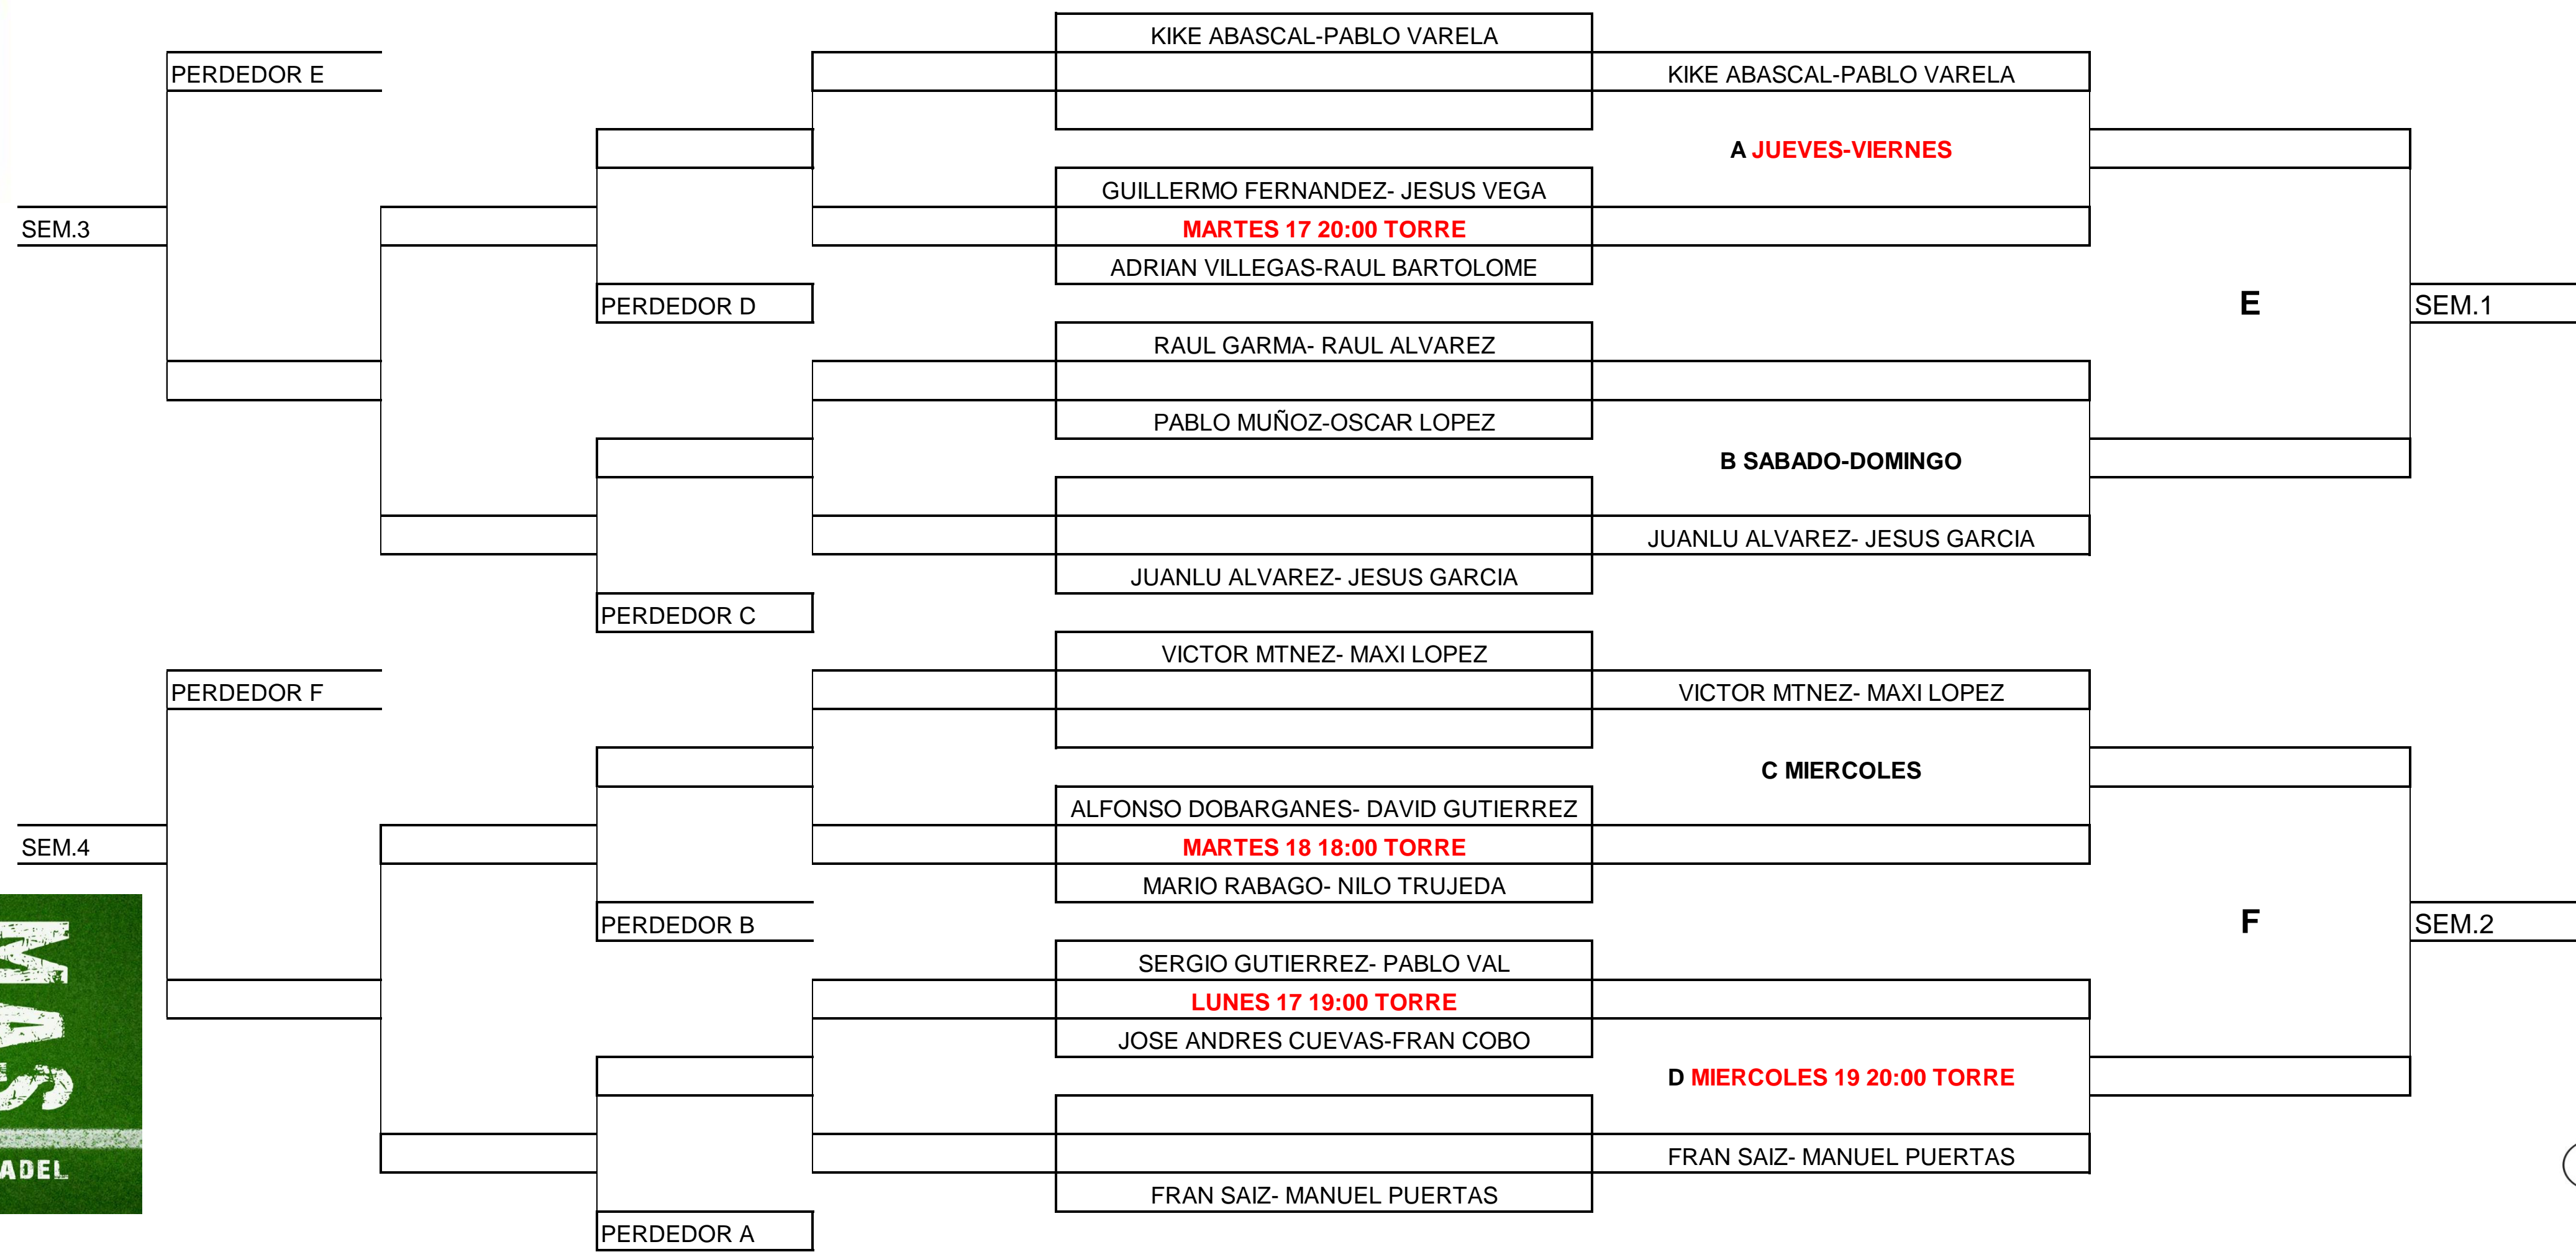 KIKE ABASCAL-PABLO VARELA
PERDEDOR E
KIKE ABASCAL-PABLO VARELA
A JUEVES-VIERNES
GUILLERMO FERNANDEZ- JESUS VEGA
SEM.3
MARTES 17 20:00 TORRE
ADRIAN VILLEGAS-RAUL BARTOLOME
PERDEDOR D
E
SEM.1
RAUL GARMA- RAUL ALVAREZ
PABLO MUÑOZ-OSCAR LOPEZ
B SABADO-DOMINGO
JUANLU ALVAREZ- JESUS GARCIA
JUANLU ALVAREZ- JESUS GARCIA
PERDEDOR C
VICTOR MTNEZ- MAXI LOPEZ
PERDEDOR F
VICTOR MTNEZ- MAXI LOPEZ
C MIERCOLES
ALFONSO DOBARGANES- DAVID GUTIERREZ
SEM.4
MARTES 18 18:00 TORRE
MARIO RABAGO- NILO TRUJEDA
PERDEDOR B
F
SEM.2
SERGIO GUTIERREZ- PABLO VAL
LUNES 17 19:00 TORRE
JOSE ANDRES CUEVAS-FRAN COBO
D MIERCOLES 19 20:00 TORRE
FRAN SAIZ- MANUEL PUERTAS
FRAN SAIZ- MANUEL PUERTAS
PERDEDOR A
MAS
ADEL